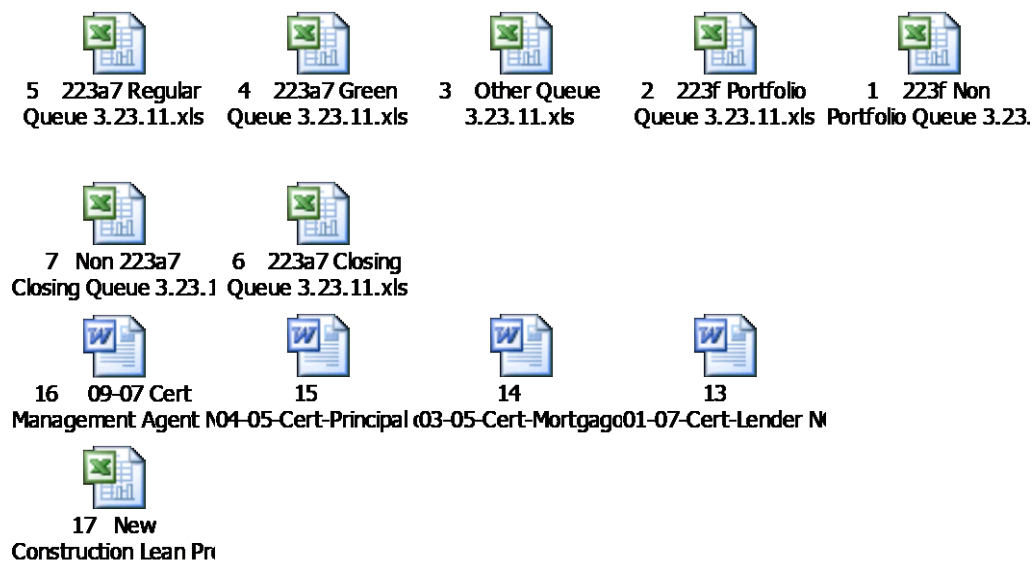 5 223a7 Regular Queue 3.23.11.xls
4 223a7 Green Queue 3.23.11.xls
3 Other Queue 3.23.11.xls
2 223f Portfolio Queue 3.23.11.xls
1 223f Non Portfolio Queue 3.23.
7 Non 223a7 Closing Queue 3.23.1
6 223a7 Closing Queue 3.23.11.xls
16 09-07 Cert Management Agent
15 04-05-Cert-Principal
14 03-05-Cert-Mortgago
13 01-07-Cert-Lender
17 New Construction Lean Pr